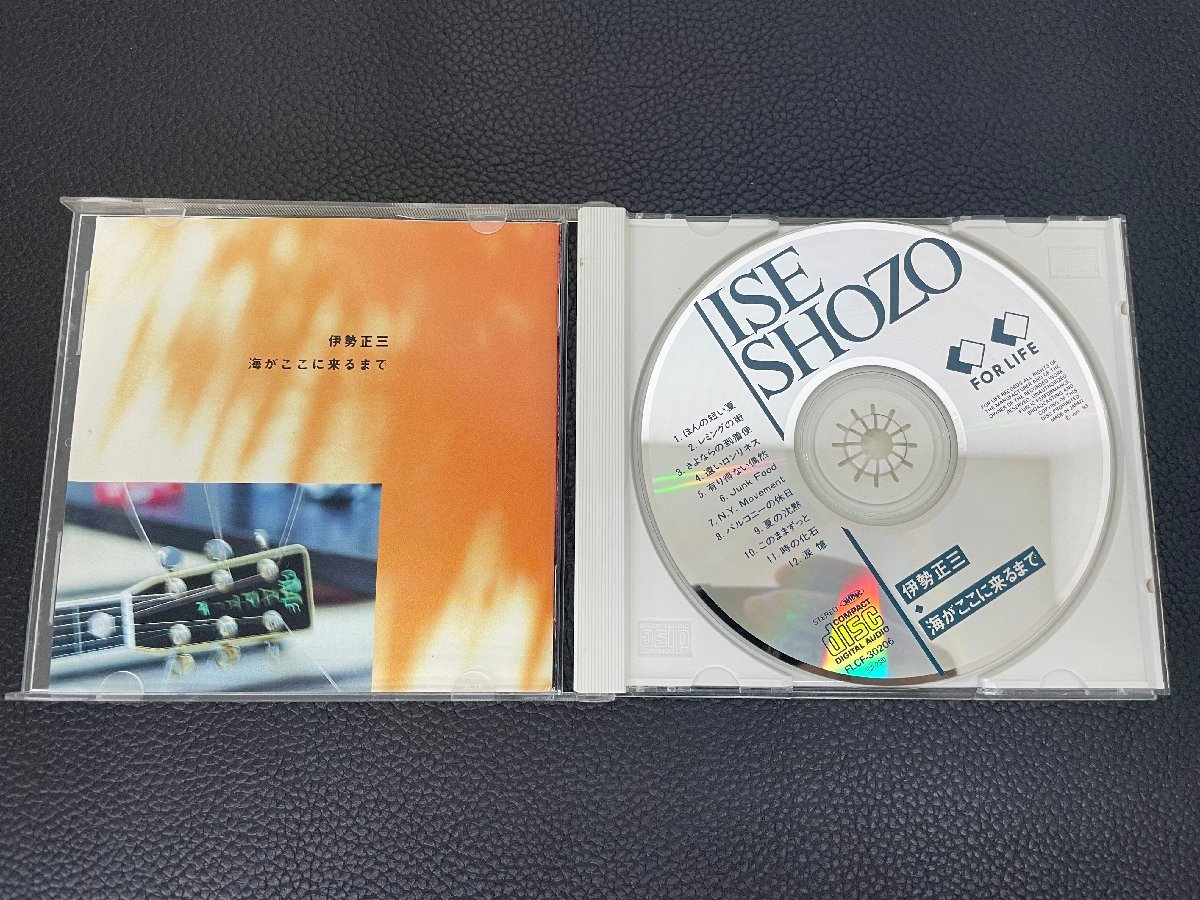 伊勢正三
海がここに来るまで
ISE
SHOZO
FOR LIFE
1. ほんの短い夏
2. レミングの街
3. さよならの到着便
4. 遠いロンリネス
5. 有り得ない偶然
6. Junk Food
7. N.Y. Movement
8. バルコニーの休日
9. 夏の沈黙
10. このままずっと
11. 時の化石
12. 涙 憶
伊勢正三
海がここに来るまで
STEREO
COMPACT
disc
DIGITAL AUDIO
FLCF-30206